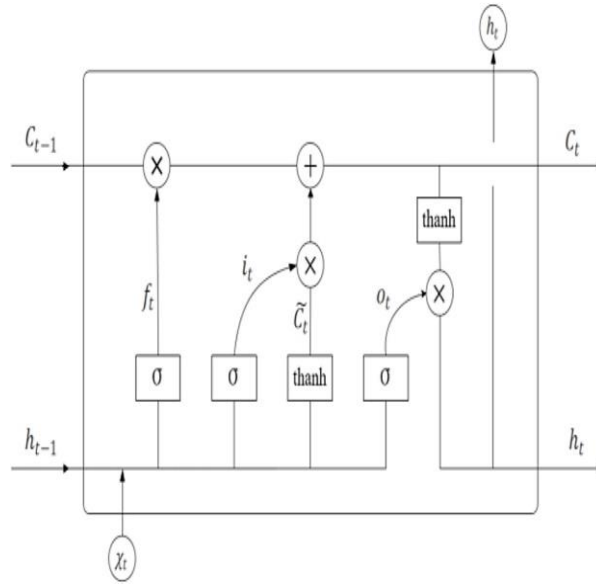 h_t
C_{t-1}
C_t
×
+
thanh
i_t
×
o_t
×
f_t
C̃_t
σ
σ
thanh
σ
h_{t-1}
h_t
χ_t